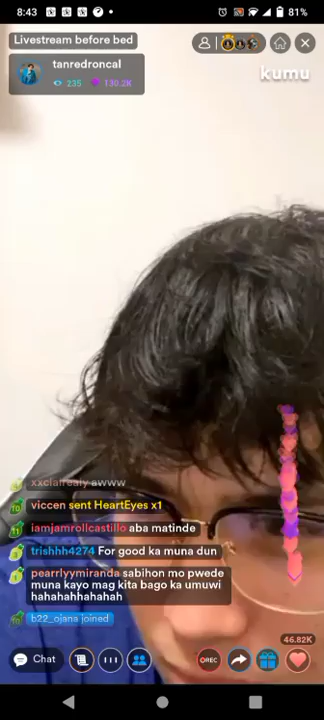 8:43
81%
Livestream before bed
tanredroncal
235 130.2K
kumu
xxclaffeaiy awww
viccen sent HeartEyes x1
iamjamrollcastillo aba matinde
trishhh4274 For good ka muna dun
pearrlyymiranda sabihon mo pwede
muna kayo mag kita bago ka umuwi
hahahahhahahah
b22_ojana joined
46.82K
Chat
REC